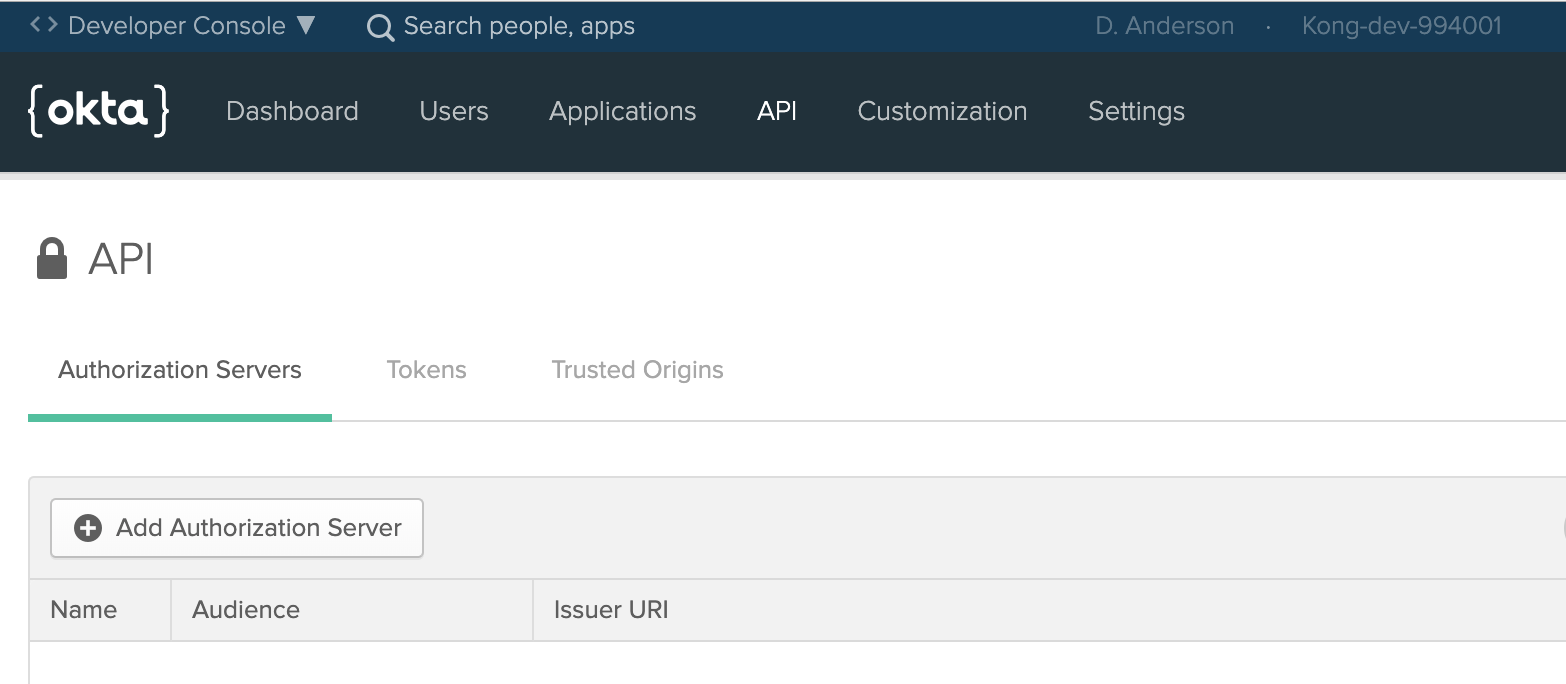 <> Developer Console ▼ Search people, apps D. Anderson · Kong-dev-994001
{okta} Dashboard Users Applications API Customization Settings
API
Authorization Servers Tokens Trusted Origins
Add Authorization Server
Name Audience Issuer URI